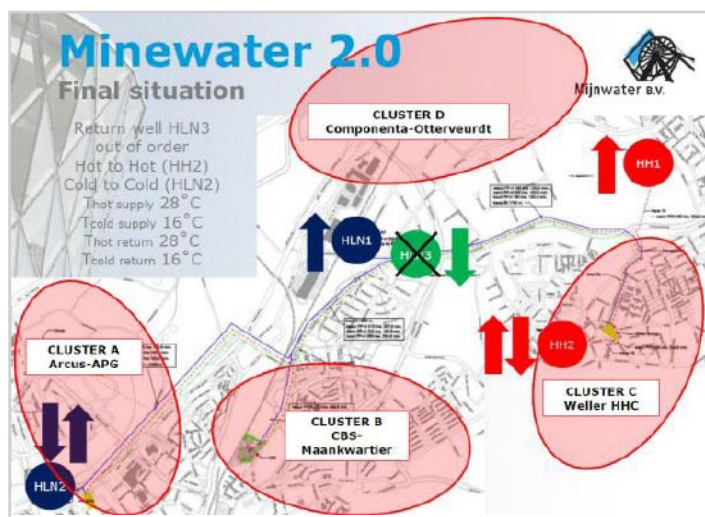 Minewater 2.0
Final situation
Mijnwater B.V.
Return well HLN3
out of order
Hot to Hot (HH2)
Cold to Cold (HLN2)
Thot supply 28°C
Tcold supply 16°C
Thot return 28°C
Tcold return 16°C
CLUSTER D
Componenta-Otterveurdt
HH1
HLN1
HLN3
HH2
CLUSTER A
Arcus-APG
CLUSTER C
Weller HHC
CLUSTER B
CBS-
Maankwartier
HLN2